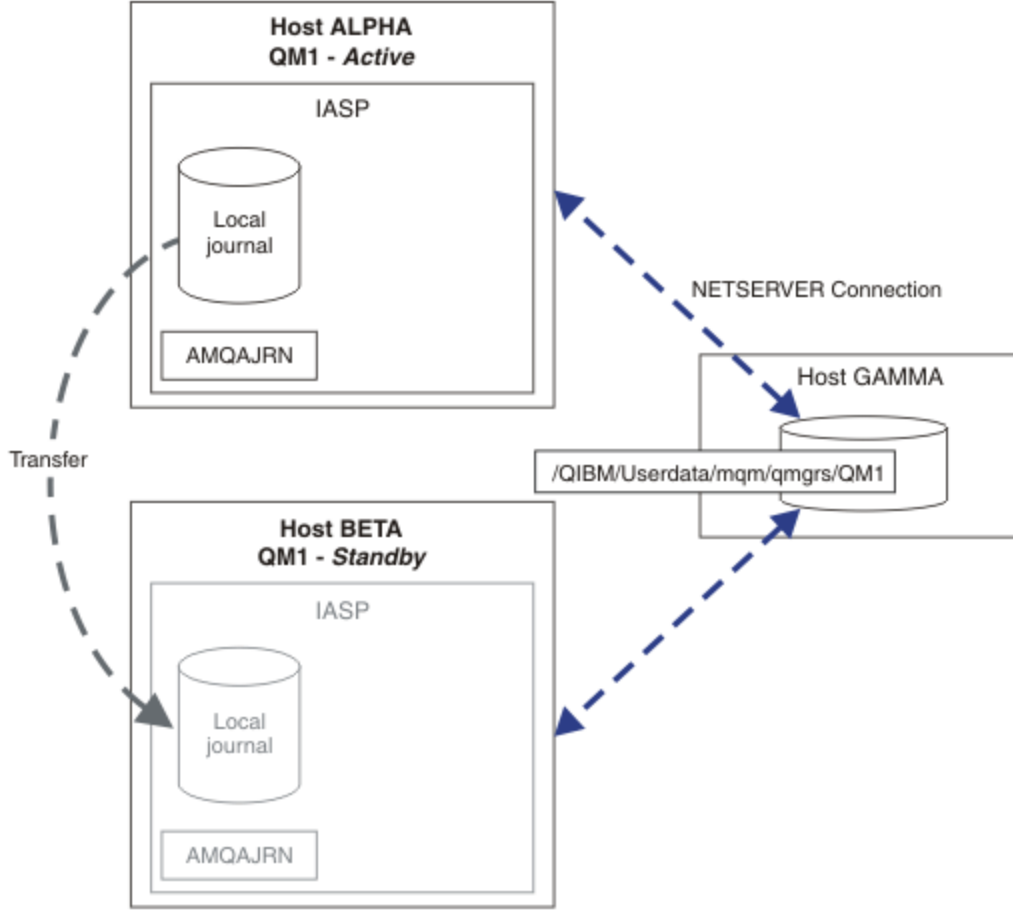 Host ALPHA
QM1 - Active
IASP
Local
journal
AMQAJRN
NETSERVER Connection
Host GAMMA
/QIBM/Userdata/mqm/qmgrs/QM1
Transfer
Host BETA
QM1 - Standby
IASP
Local
journal
AMQAJRN